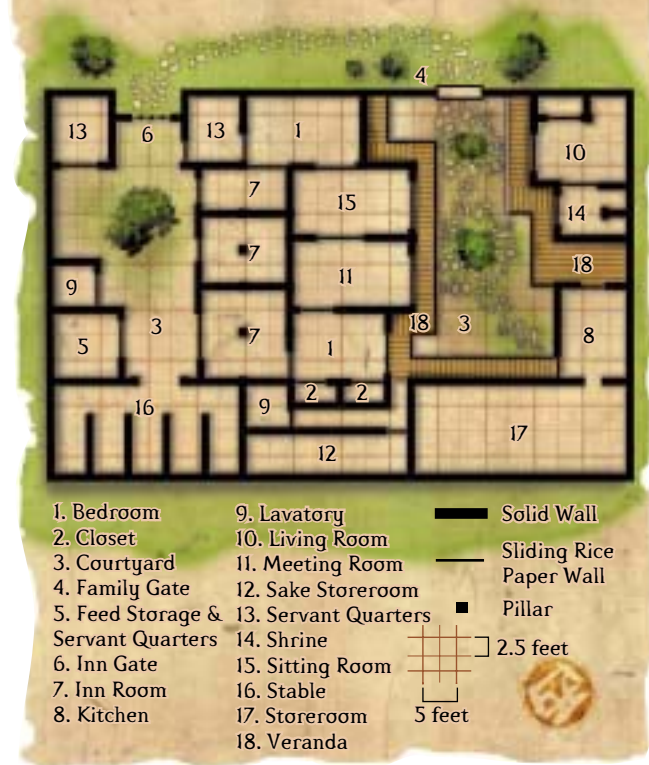 4
13
6
13
1
10
7
15
14
7
11
18
9
3
7
18
3
5
1
8
2
2
16
9
17
12
1. Bedroom
2. Closet
3. Courtyard
4. Family Gate
5. Feed Storage &
Servant Quarters
6. Inn Gate
7. Inn Room
8. Kitchen
9. Lavatory
10. Living Room
11. Meeting Room
12. Sake Storeroom
13. Servant Quarters
14. Shrine
15. Sitting Room
16. Stable
17. Storeroom
18. Veranda
Solid Wall
Sliding Rice
Paper Wall
Pillar
2.5 feet
5 feet